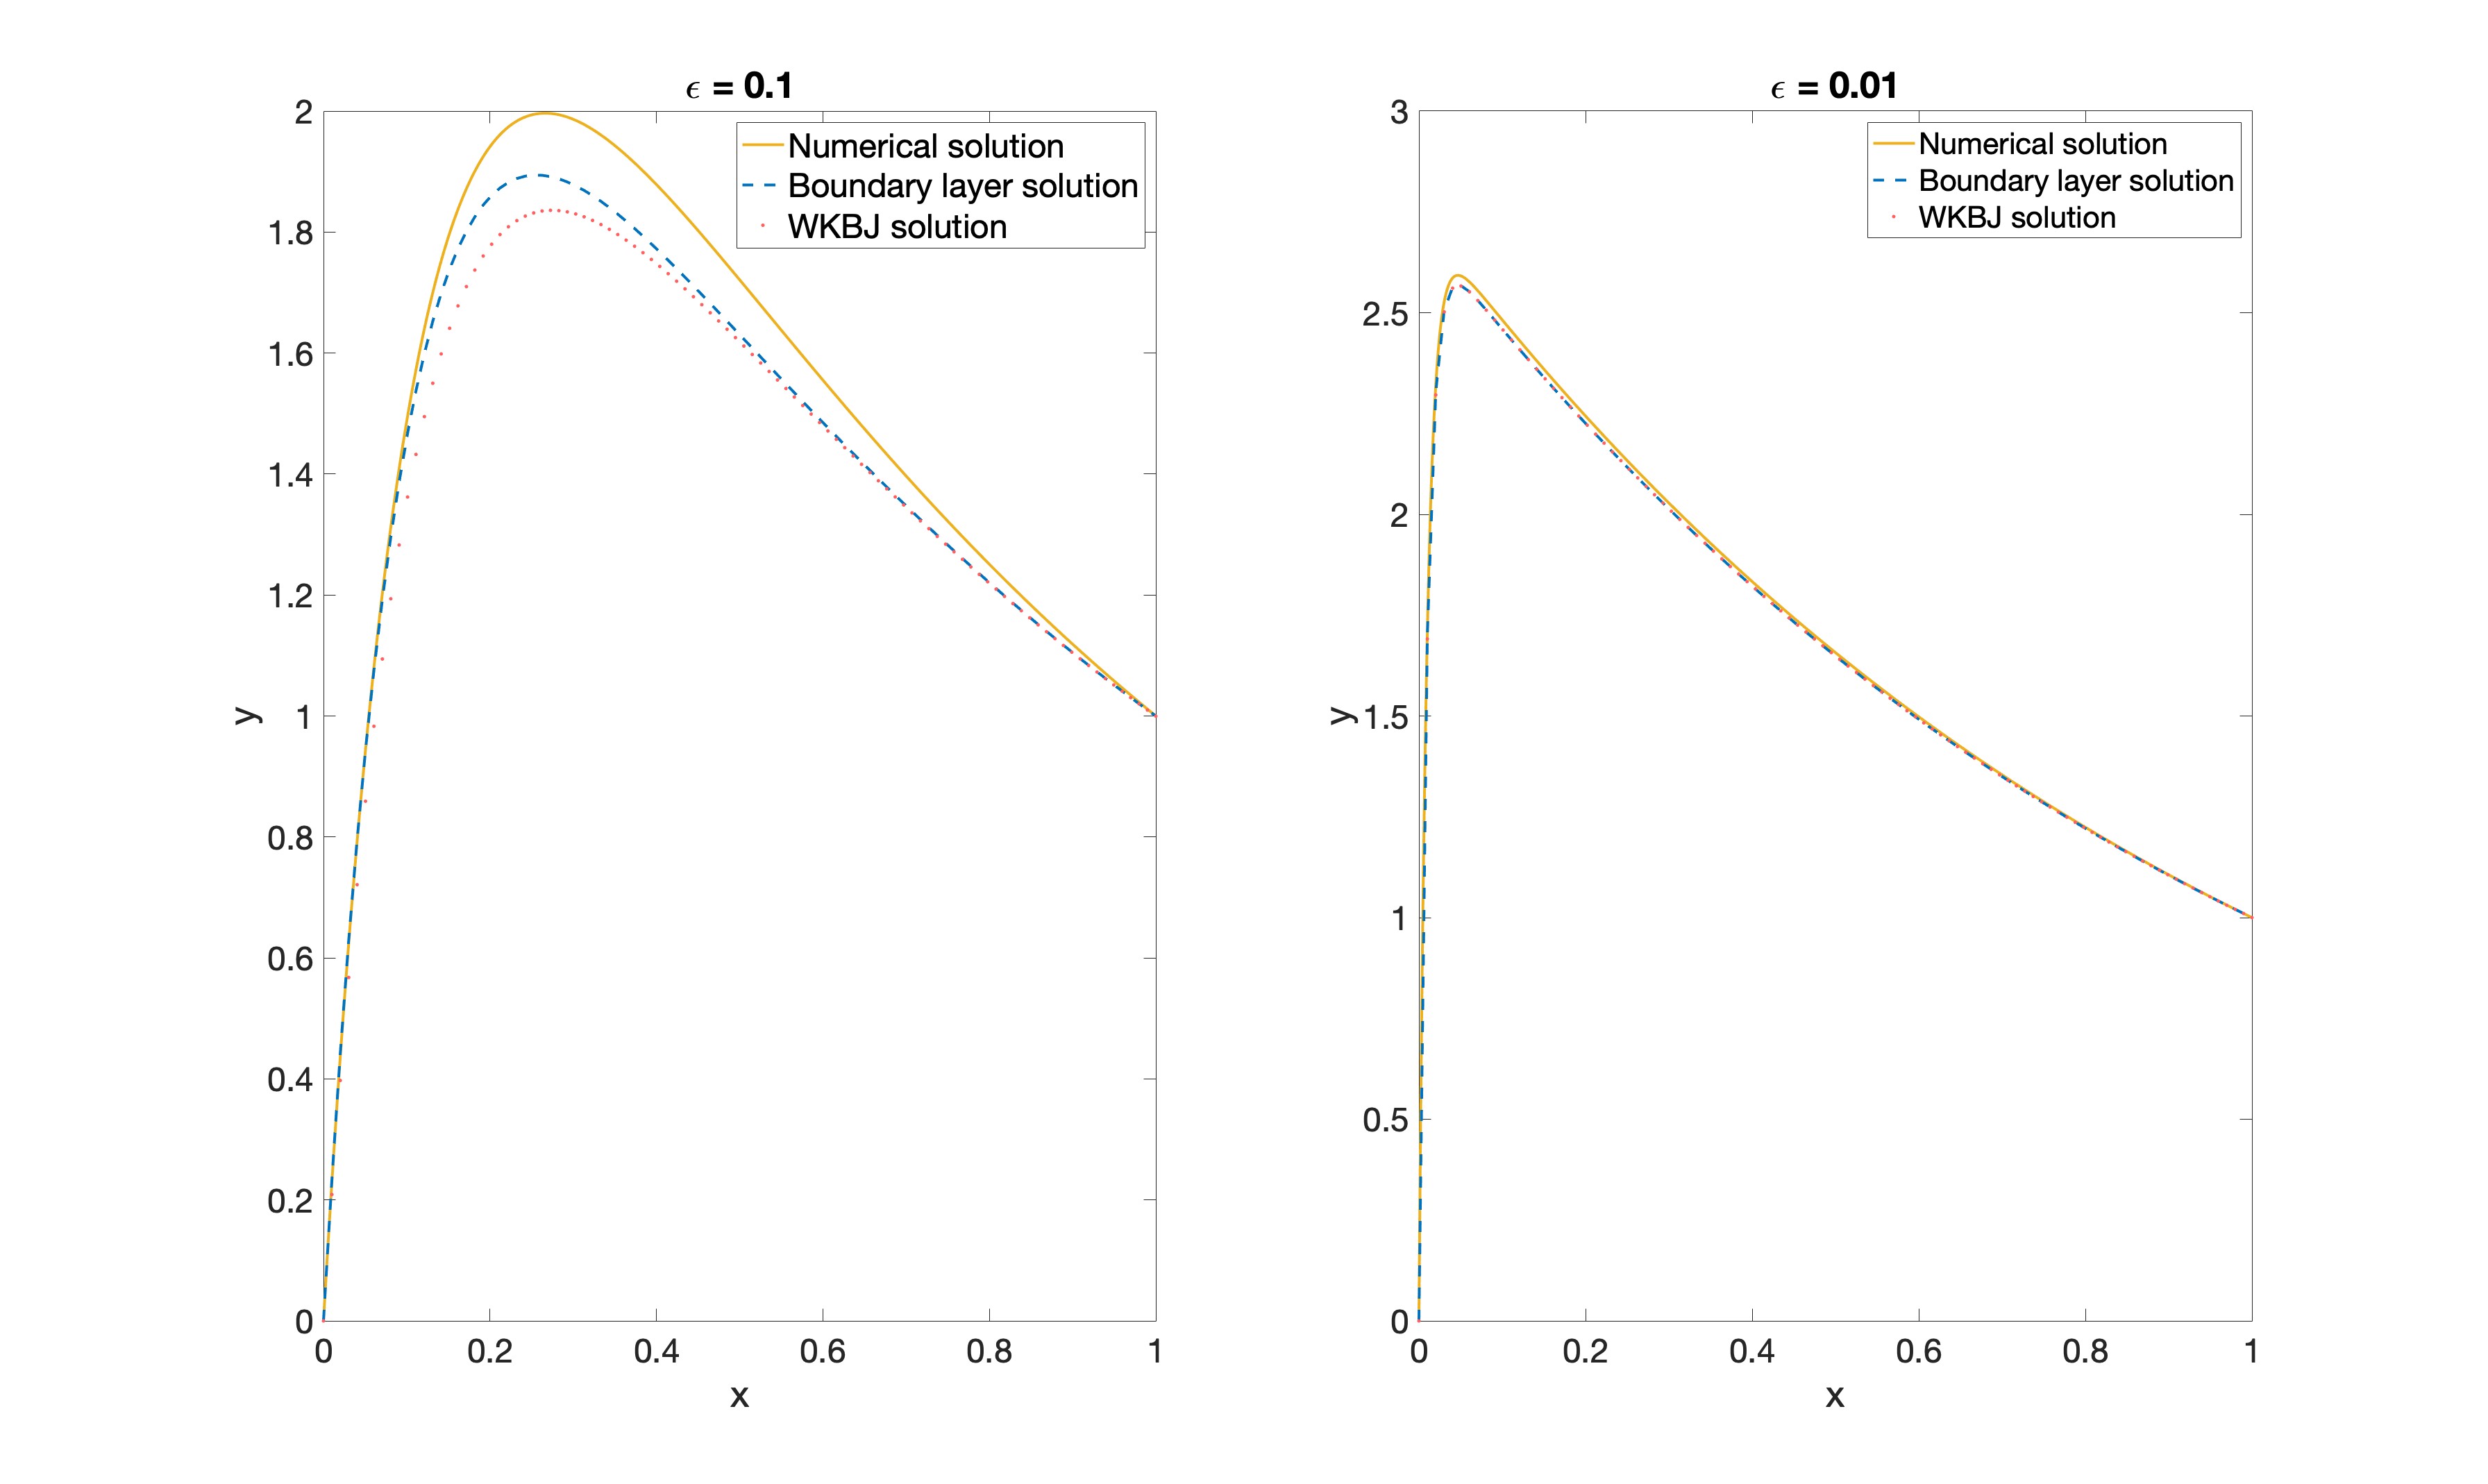 ϵ = 0.1
2
1.8
1.6
1.4
1.2
1
0.8
0.6
0.4
0.2
0
y
Numerical solution
Boundary layer solution
WKBJ solution
0 0.2 0.4 0.6 0.8 1
x
ϵ = 0.01
3
2.5
2
1.5
1
0.5
0
y
Numerical solution
Boundary layer solution
WKBJ solution
0 0.2 0.4 0.6 0.8 1
x